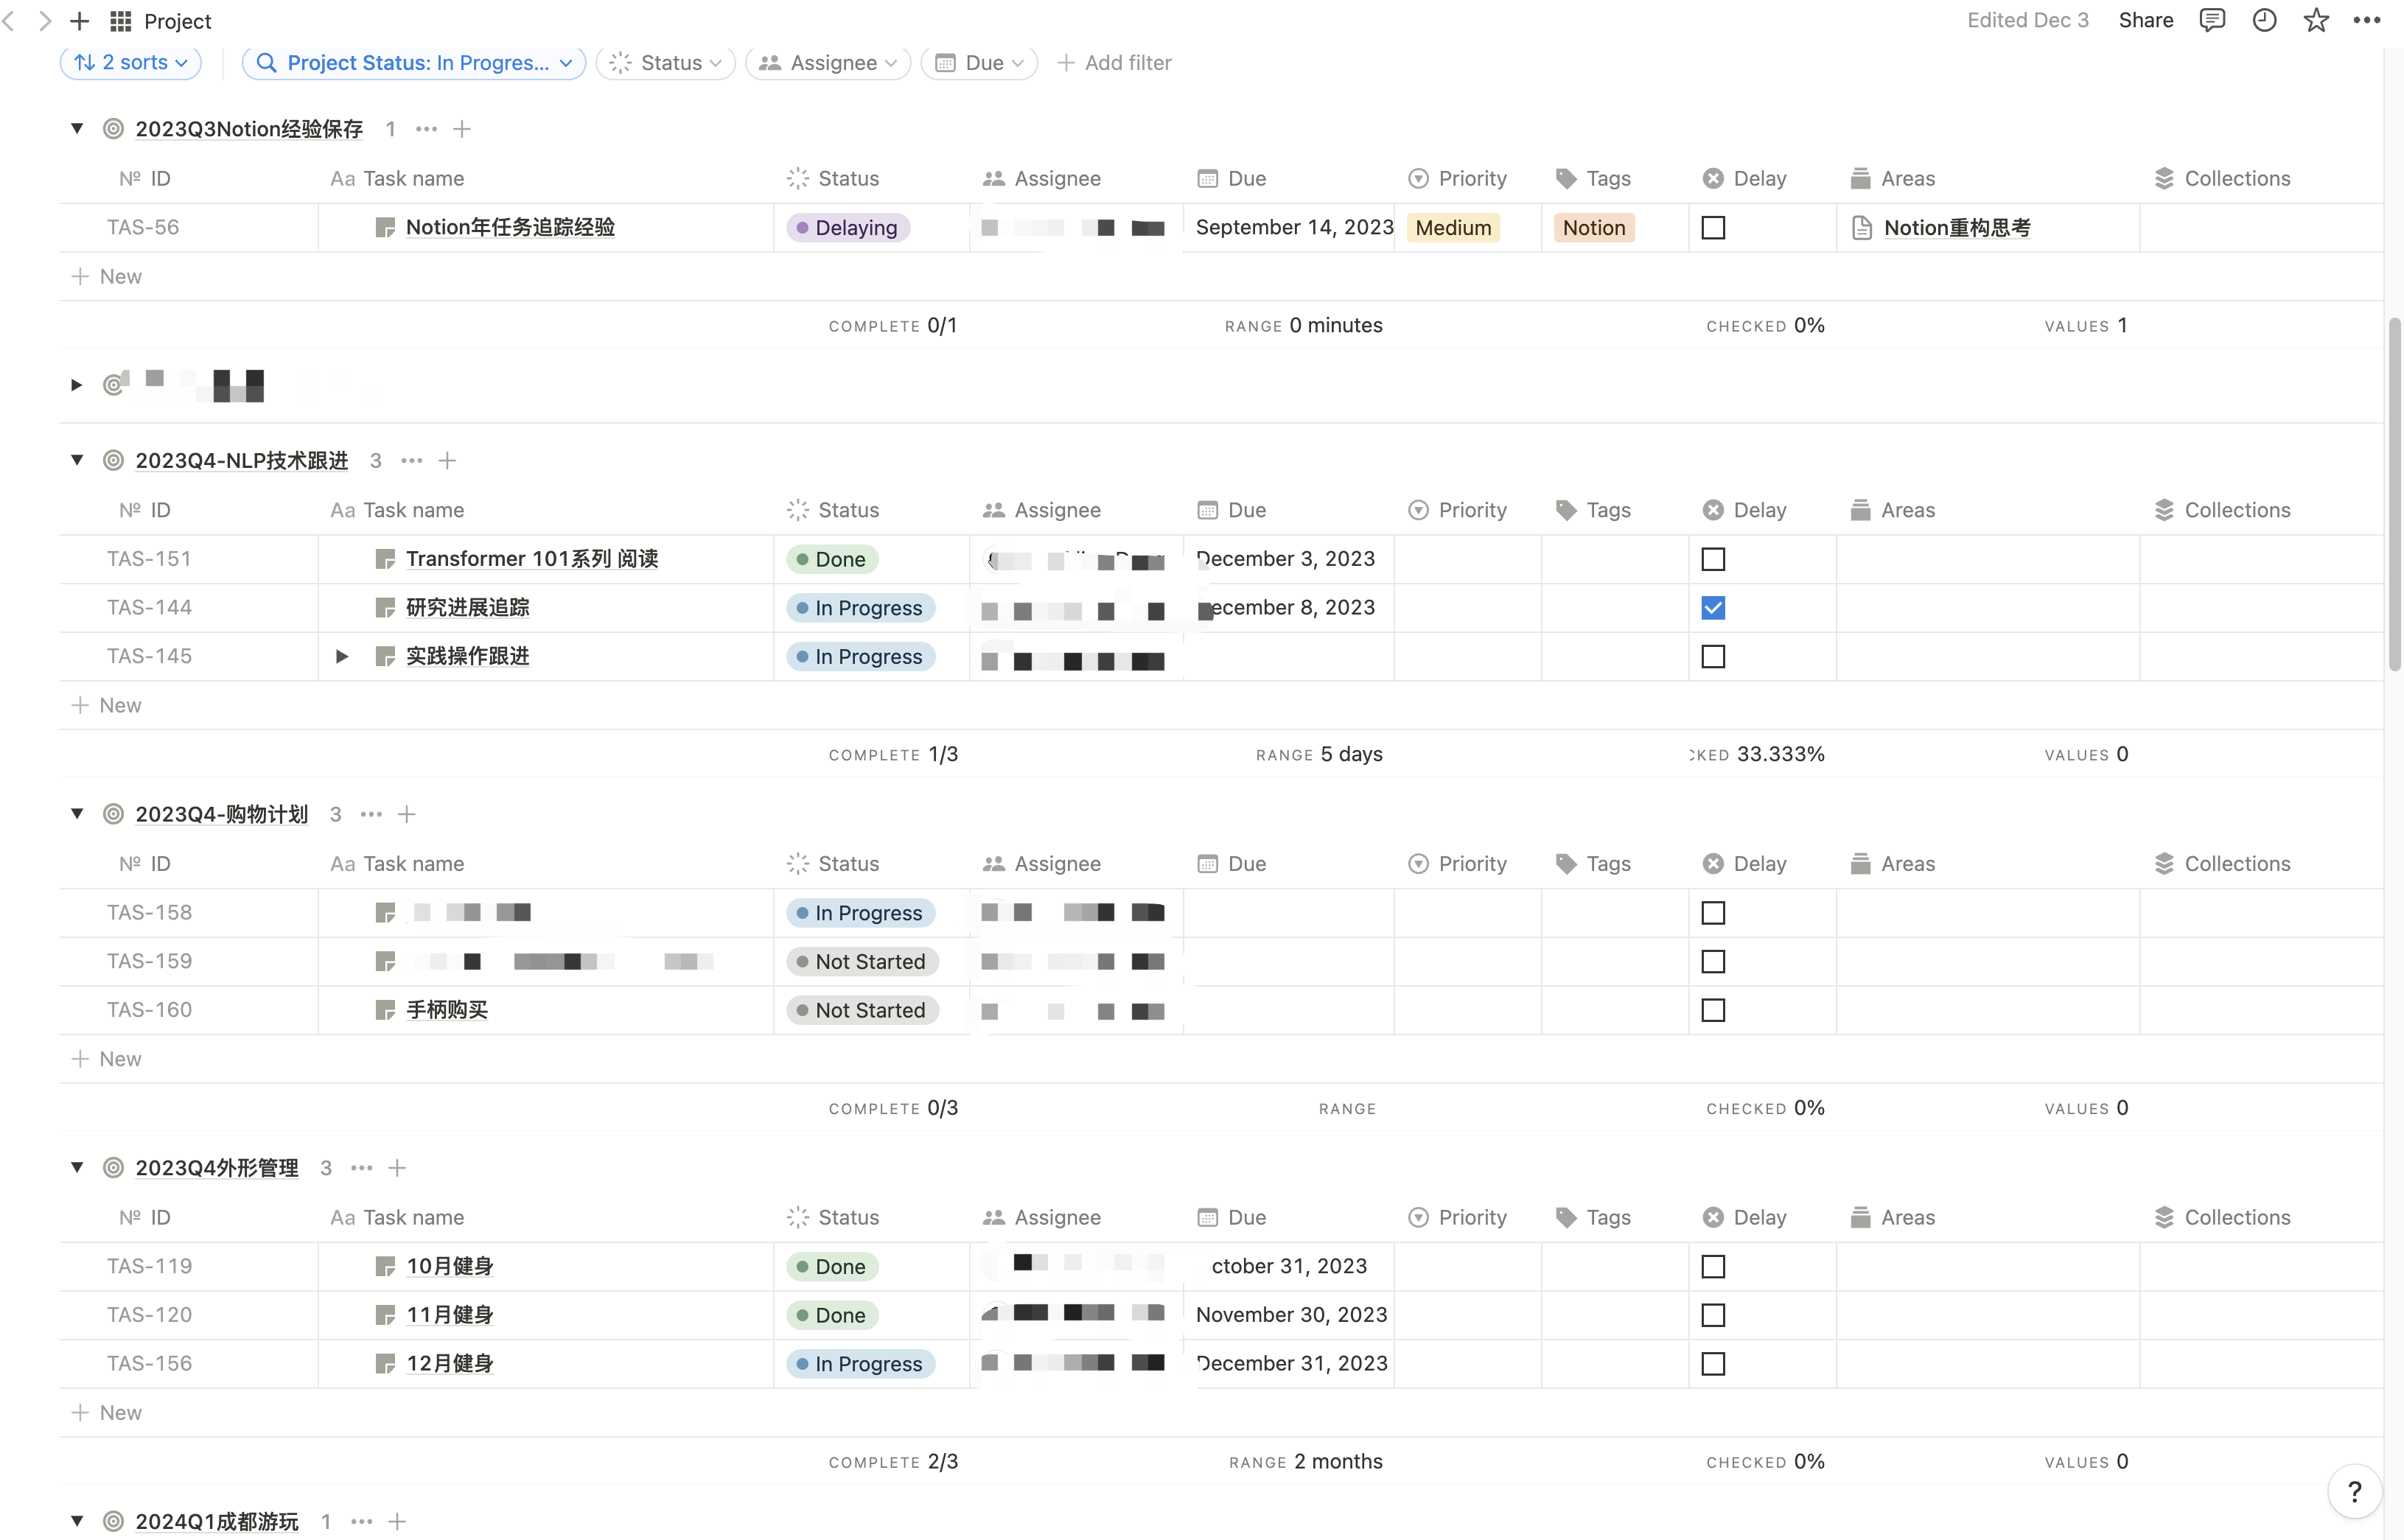 Project Edited Dec 3 Share
2 sorts Project Status: In Progres... Status Assignee Due Add filter
2023Q3Notion经验保存 1
Nº ID Aa Task name Status Assignee Due Priority Tags Delay Areas Collections
TAS-56 Notion年任务追踪经验 Delaying September 14, 2023 Medium Notion Notion重构思考
New
COMPLETE 0/1 RANGE 0 minutes CHECKED 0% VALUES 1
2023Q4-NLP技术跟进 3
Nº ID Aa Task name Status Assignee Due Priority Tags Delay Areas Collections
TAS-151 Transformer 101系列 阅读 Done December 3, 2023
TAS-144 研究进展追踪 In Progress ecember 8, 2023
TAS-145 实践操作跟进 In Progress
New
COMPLETE 1/3 RANGE 5 days CKED 33.333% VALUES 0
2023Q4-购物计划 3
Nº ID Aa Task name Status Assignee Due Priority Tags Delay Areas Collections
TAS-158 In Progress
TAS-159 Not Started
TAS-160 手柄购买 Not Started
New
COMPLETE 0/3 RANGE CHECKED 0% VALUES 0
2023Q4外形管理 3
Nº ID Aa Task name Status Assignee Due Priority Tags Delay Areas Collections
TAS-119 10月健身 Done ctober 31, 2023
TAS-120 11月健身 Done November 30, 2023
TAS-156 12月健身 In Progress December 31, 2023
New
COMPLETE 2/3 RANGE 2 months CHECKED 0% VALUES 0
?
2024Q1成都游玩 1